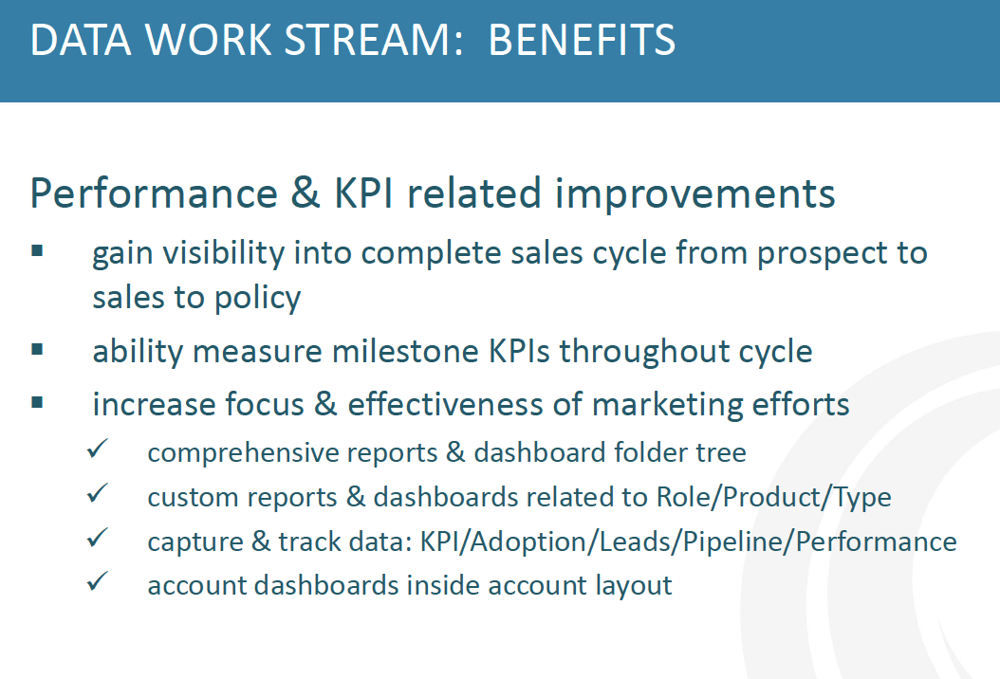 DATA WORK STREAM:  BENEFITS
Performance & KPI related improvements
▪ gain visibility into complete sales cycle from prospect to
sales to policy
▪ ability measure milestone KPIs throughout cycle
▪ increase focus & effectiveness of marketing efforts
✓ comprehensive reports & dashboard folder tree
✓ custom reports & dashboards related to Role/Product/Type
✓ capture & track data: KPI/Adoption/Leads/Pipeline/Performance
✓ account dashboards inside account layout